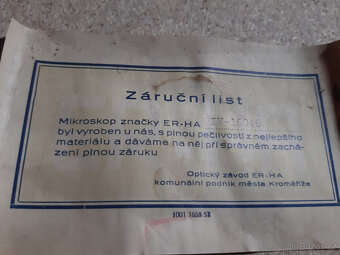 Záruční list
Mikroskop značky ER-HA
byl vyroben u nás, s plnou pečlivostí z nejlepšího
materiálu a dáváme na něj při správném zachá-
zení plnou záruku
Optický závod ER-HA
komunální podnik města Kroměříže
1001 1658 52